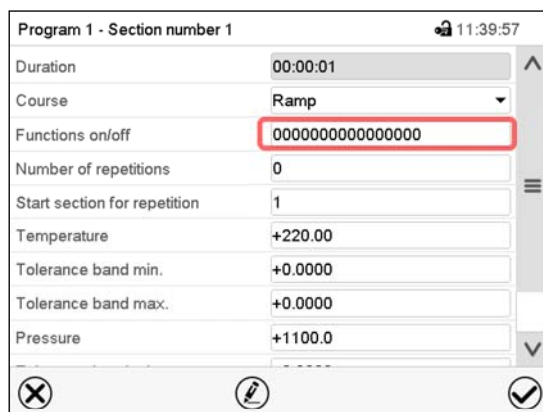 Program 1 - Section number 1 11:39:57
Duration 00:00:01
Course Ramp
Functions on/off 0000000000000000
Number of repetitions 0
Start section for repetition 1
Temperature +220.00
Tolerance band min. +0.0000
Tolerance band max. +0.0000
Pressure +1100.0